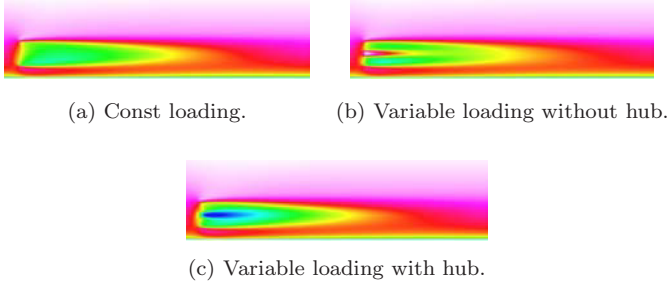 (a) Const loading.
(b) Variable loading without hub.
(c) Variable loading with hub.